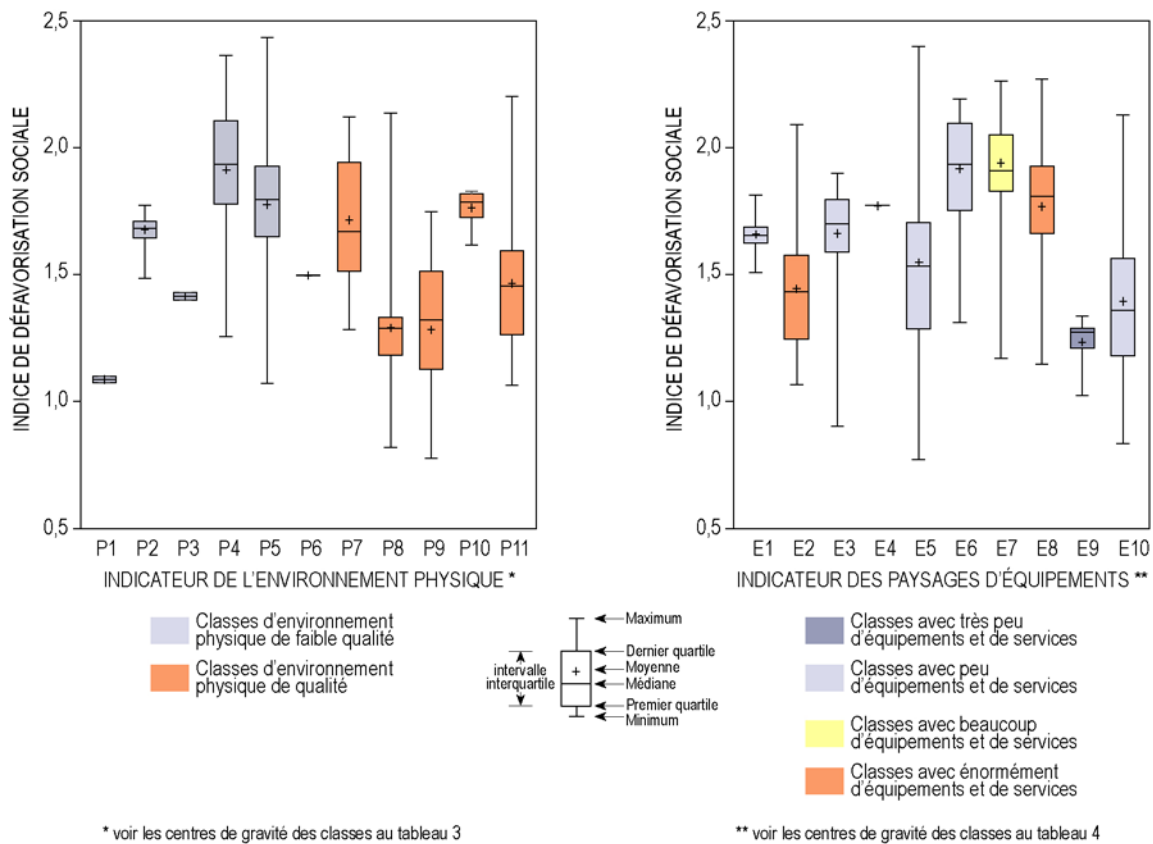 INDICE DE DÉFAVORISATION SOCIALE
2,5
2,0
1,5
1,0
0,5
P1 P2 P3 P4 P5 P6 P7 P8 P9 P10 P11
INDICATEUR DE L'ENVIRONNEMENT PHYSIQUE *
Classes d'environnement
physique de faible qualité
Classes d'environnement
physique de qualité
intervalle
interquartile
Maximum
Dernier quartile
Moyenne
Médiane
Premier quartile
Minimum
INDICE DE DÉFAVORISATION SOCIALE
2,5
2,0
1,5
1,0
0,5
E1 E2 E3 E4 E5 E6 E7 E8 E9 E10
INDICATEUR DES PAYSAGES D'ÉQUIPEMENTS **
Classes avec très peu
d'équipements et de services
Classes avec peu
d'équipements et de services
Classes avec beaucoup
d'équipements et de services
Classes avec énormément
d'équipements et de services
* voir les centres de gravité des classes au tableau 3
** voir les centres de gravité des classes au tableau 4